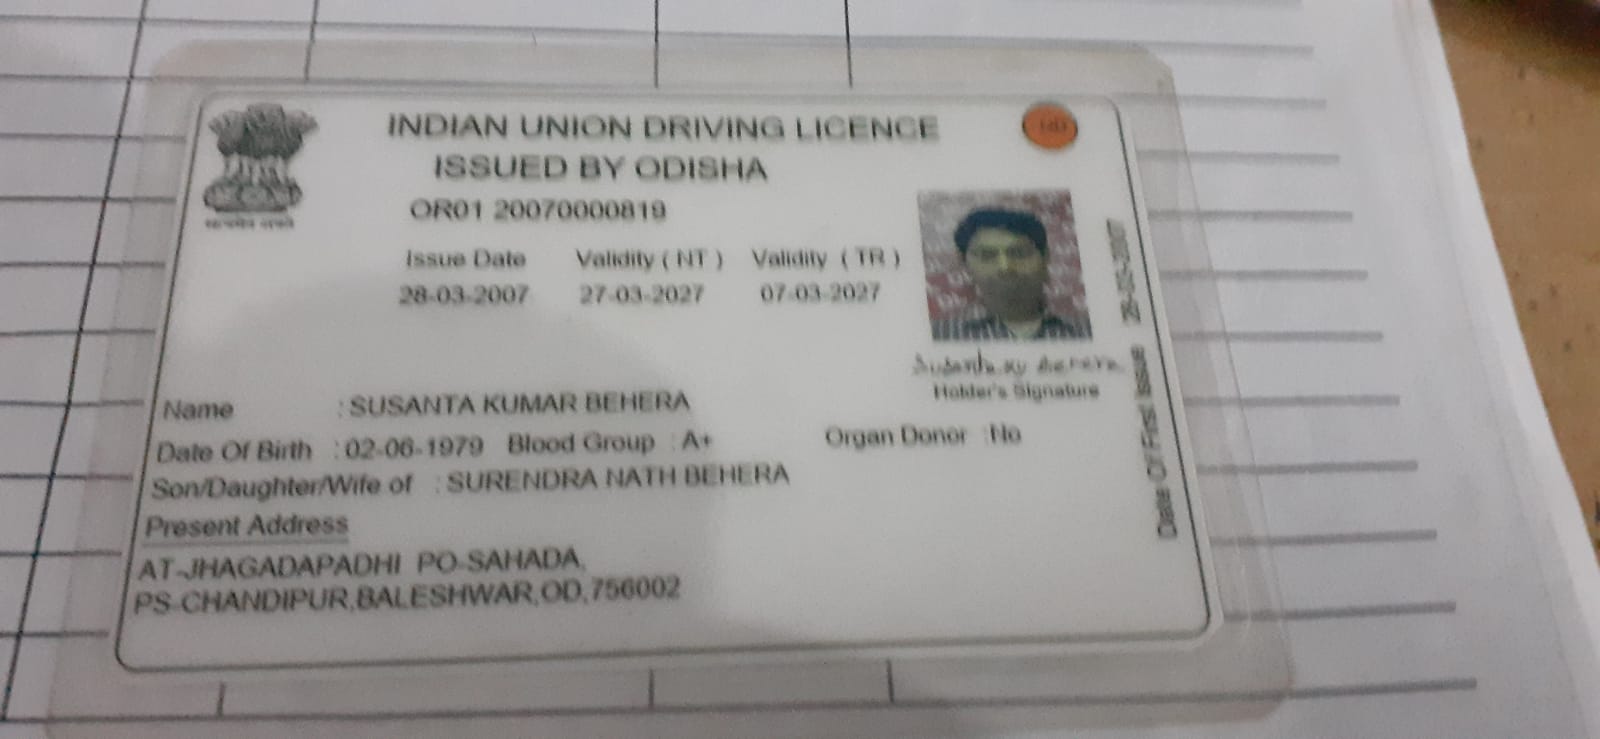 INDIAN UNION DRIVING LICENCE
ISSUED BY ODISHA
OR01 20070000819
Issue Date Validity ( NT ) Validity ( TR )
28-03-2007 27-03-2027 07-03-2027
Holder's Signature
Name : SUSANTA KUMAR BEHERA
Date Of Birth : 02-06-1979 Blood Group : A+ Organ Donor :No
Son/Daughter/Wife of : SURENDRA NATH BEHERA
Present Address
AT-JHAGADAPADHI PO-SAHADA,
PS-CHANDIPUR,BALESHWAR,OD,756002
Date Of First Issue